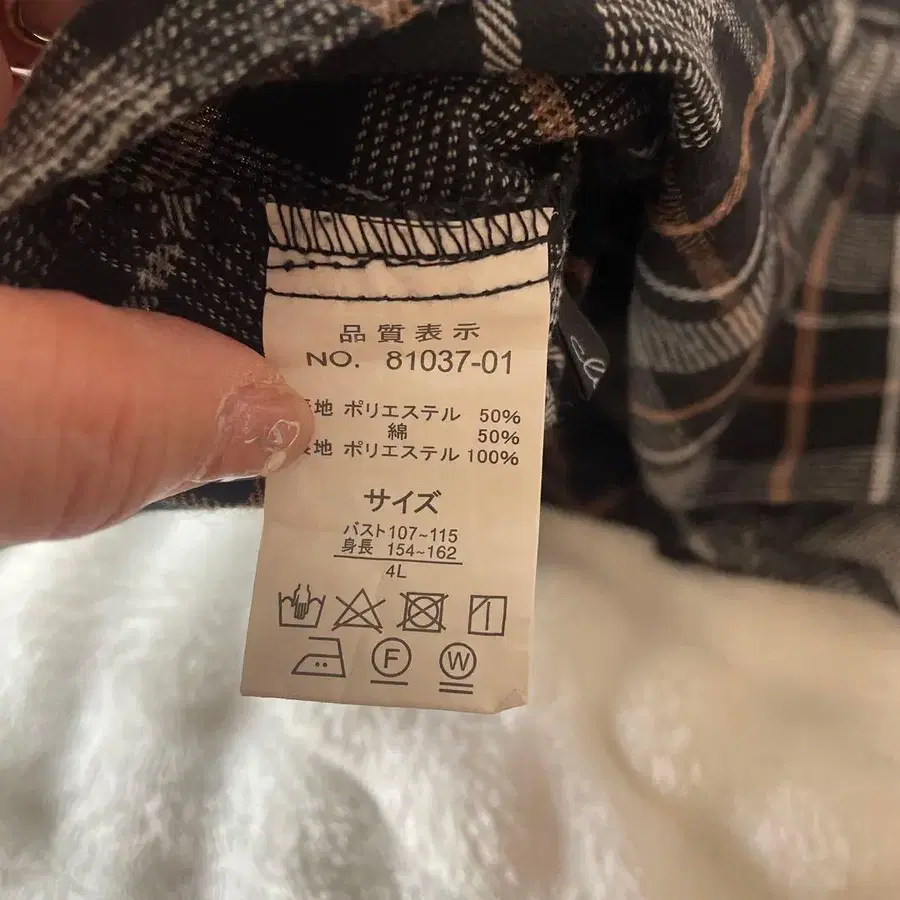 品質表示
NO. 81037-01
地 ポリエステル 50%
綿 50%
地 ポリエステル 100%
サイズ
バスト 107~115
身長 154~162
4L
F W